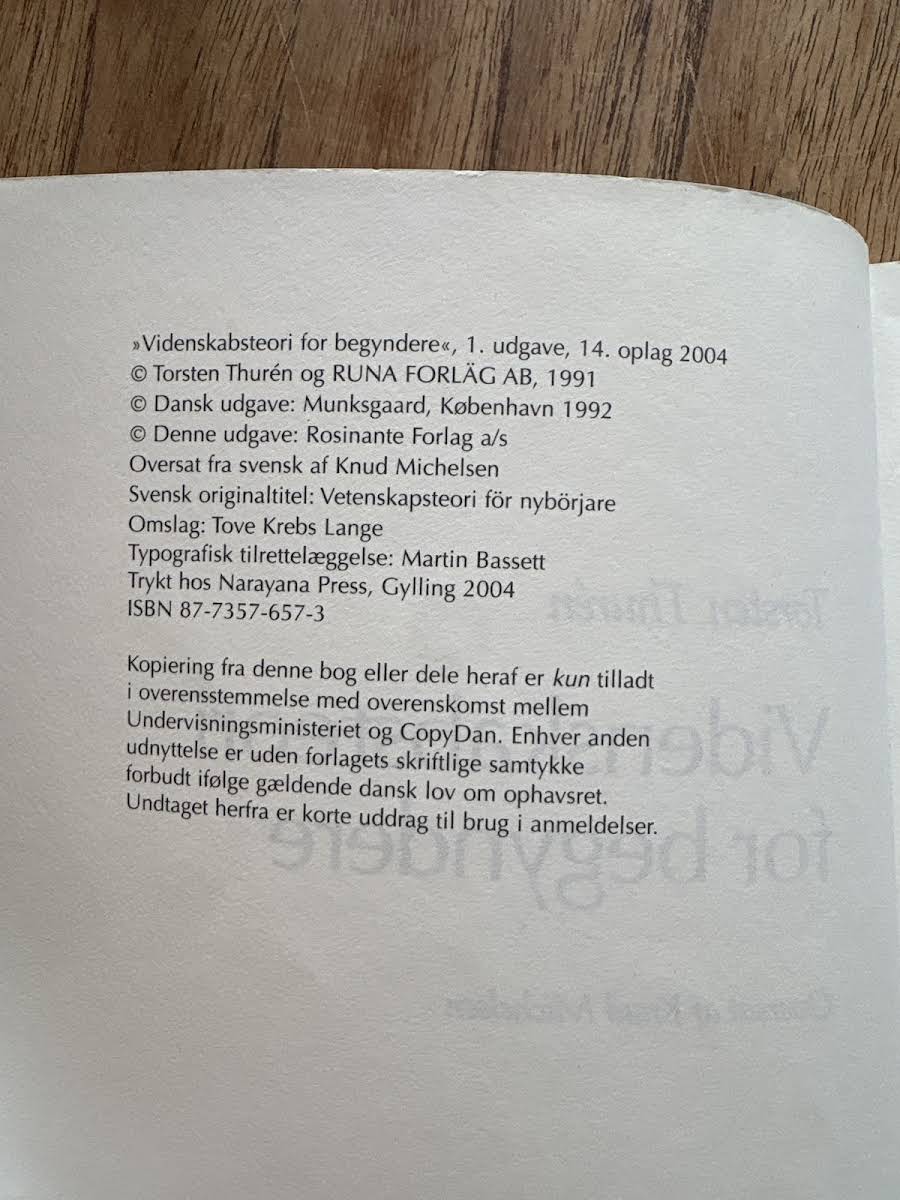 »Videnskabsteori for begyndere«, 1. udgave, 14. oplag 2004
© Torsten Thurén og RUNA FORLÄG AB, 1991
© Dansk udgave: Munksgaard, København 1992
© Denne udgave: Rosinante Forlag a/s
Oversat fra svensk af Knud Michelsen
Svensk originaltitel: Vetenskapsteori för nybörjare
Omslag: Tove Krebs Lange
Typografisk tilrettelæggelse: Martin Bassett
Trykt hos Narayana Press, Gylling 2004
ISBN 87-7357-657-3
Kopiering fra denne bog eller dele heraf er kun tilladt
i overensstemmelse med overenskomst mellem
Undervisningsministeriet og CopyDan. Enhver anden
udnyttelse er uden forlagets skriftlige samtykke
forbudt ifølge gældende dansk lov om ophavsret.
Undtaget herfra er korte uddrag til brug i anmeldelser.